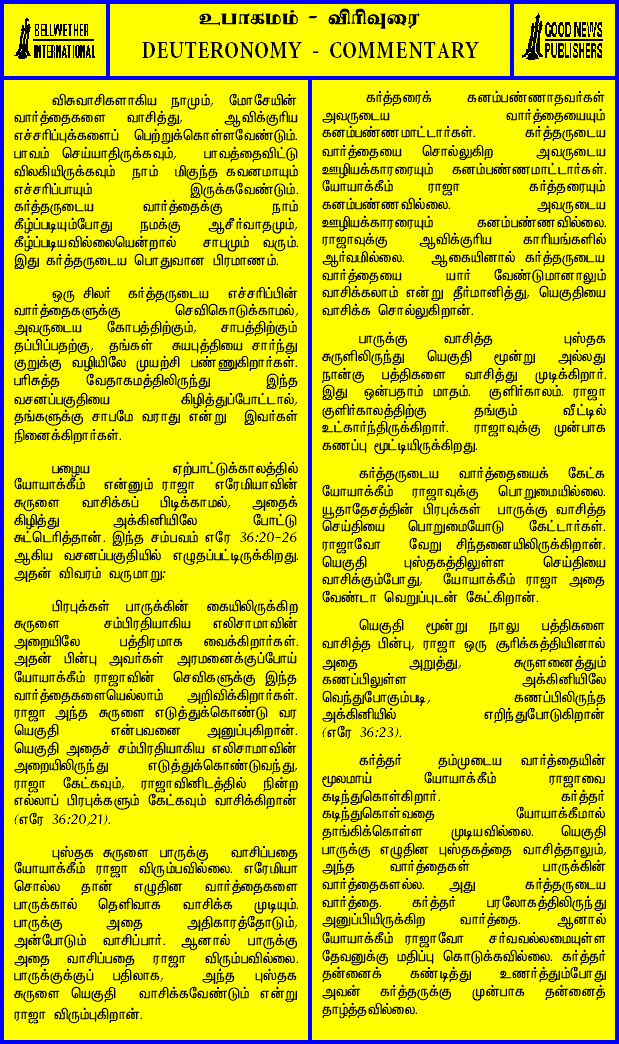 உபாகமம் - விரிவுரை
BELLWETHER
INTERNATIONAL
DEUTERONOMY - COMMENTARY
GOOD NEWS
PUBLISHERS
விசுவாசிகளாகிய நாமும், மோசேயின்
வார்த்தைகளை வாசித்து, ஆவிக்குரிய
எச்சரிப்புக்களைப் பெற்றுக்கொள்ளவேண்டும்.
பாவம் செய்யாதிருக்கவும், பாவத்தைவிட்டு
விலகியிருக்கவும் நாம் மிகுந்த கவனமாயும்
எச்சரிப்பாயும் இருக்கவேண்டும்.
கர்த்தருடைய வார்த்தைக்கு நாம்
கீழ்ப்படியும்போது நமக்கு ஆசீர்வாதமும்,
கீழ்ப்படியவில்லையென்றால் சாபமும் வரும்.
இது கர்த்தருடைய பொதுவான பிரமாணம்.
ஒரு சிலர் கர்த்தருடைய எச்சரிப்பின்
வார்த்தைகளுக்கு செவிகொடுக்காமல்,
அவருடைய கோபத்திற்கும், சாபத்திற்கும்
தப்பிப்பதற்கு, தங்கள் சுயபுத்தியை சார்ந்து
குறுக்கு வழியிலே முயற்சி பண்ணுகிறார்கள்.
பரிசுத்த வேதாகமத்திலிருந்து இந்த
வசனப்பகுதியை கிழித்துப்போட்டால்,
தங்களுக்கு சாபமே வராது என்று இவர்கள்
நினைக்கிறார்கள்.
பழைய ஏற்பாட்டுக்காலத்தில்
யோயாக்கீம் என்னும் ராஜா எரேமியாவின்
சுருளை வாசிக்கப் பிடிக்காமல், அதைக்
கிழித்து அக்கினியிலே போட்டு
சுட்டெரித்தான். இந்த சம்பவம் எரே 36:20-26
ஆகிய வசனப்பகுதியில் எழுதப்பட்டிருக்கிறது.
அதன் விவரம் வருமாறு:
பிரபுக்கள் பாருக்கின் கையிலிருக்கிற
சுருளை சம்பிரதியாகிய எலிசாமாவின்
அறையிலே பத்திரமாக வைக்கிறார்கள்.
அதன் பின்பு அவர்கள் அரமனைக்குப்போய்
யோயாக்கீம் ராஜாவின் செவிகளுக்கு இந்த
வார்த்தைகளையெல்லாம் அறிவிக்கிறார்கள்.
ராஜா அந்த சுருளை எடுத்துக்கொண்டு வர
யெகுதி என்பவனை அனுப்புகிறான்.
யெகுதி அதைச் சம்பிரதியாகிய எலிசாமாவின்
அறையிலிருந்து எடுத்துக்கொண்டுவந்து,
ராஜா கேட்கவும், ராஜாவினிடத்தில் நின்ற
எல்லாப் பிரபுக்களும் கேட்கவும் வாசிக்கிறான்
(எரே 36:20,21).
புஸ்தக சுருளை பாருக்கு வாசிப்பதை
யோயாக்கீம் ராஜா விரும்பவில்லை. எரேமியா
சொல்ல தான் எழுதின வார்த்தைகளை
பாருக்கால் தெளிவாக வாசிக்க முடியும்.
பாருக்கு அதை அதிகாரத்தோடும்,
அன்போடும் வாசிப்பார். ஆனால் பாருக்கு
அதை வாசிப்பதை ராஜா விரும்பவில்லை.
பாருக்குக்குப் பதிலாக, அந்த புஸ்தக
சுருளை யெகுதி வாசிக்கவேண்டும் என்று
ராஜா விரும்புகிறான்.
கர்த்தரைக் கனம்பண்ணாதவர்கள்
அவருடைய வார்த்தையையும்
கனம்பண்ணமாட்டார்கள். கர்த்தருடைய
வார்த்தையை சொல்லுகிற அவருடைய
ஊழியக்காரரையும் கனம்பண்ணமாட்டார்கள்.
யோயாக்கீம் ராஜா கர்த்தரையும்
கனம்பண்ணவில்லை. அவருடைய
ஊழியக்காரரையும் கனம்பண்ணவில்லை.
ராஜாவுக்கு ஆவிக்குரிய காரியங்களில்
ஆர்வமில்லை. ஆகையினால் கர்த்தருடைய
வார்த்தையை யார் வேண்டுமானாலும்
வாசிக்கலாம் என்று தீர்மானித்து, யெகுதியை
வாசிக்க சொல்லுகிறான்.
பாருக்கு வாசித்த புஸ்தக
சுருளிலிருந்து யெகுதி மூன்று அல்லது
நான்கு பத்திகளை வாசித்து முடிக்கிறார்.
இது ஒன்பதாம் மாதம். குளிர்காலம். ராஜா
குளிர்காலத்திற்கு தங்கும் வீட்டில்
உட்கார்ந்திருக்கிறார். ராஜாவுக்கு முன்பாக
கணப்பு மூட்டியிருக்கிறது.
கர்த்தருடைய வார்த்தையைக் கேட்க
யோயாக்கீம் ராஜாவுக்கு பொறுமையில்லை.
யூதாதேசத்தின் பிரபுக்கள் பாருக்கு வாசித்த
செய்தியை பொறுமையோடு கேட்டார்கள்.
ராஜாவோ வேறு சிந்தனையிலிருக்கிறான்.
யெகுதி புஸ்தகத்திலுள்ள செய்தியை
வாசிக்கும்போது, யோயாக்கீம் ராஜா அதை
வேண்டா வெறுப்புடன் கேட்கிறான்.
யெகுதி மூன்று நாலு பத்திகளை
வாசித்த பின்பு, ராஜா ஒரு சூரிக்கத்தியினால்
அதை அறுத்து, சுருளனைத்தும்
கணப்பிலுள்ள அக்கினியிலே
வெந்துபோகும்படி, கணப்பிலிருந்த
அக்கினியில் எறிந்துபோடுகிறான்
(எரே 36:23).
கர்த்தர் தம்முடைய வார்த்தையின்
மூலமாய் யோயாக்கீம் ராஜாவை
கடிந்துகொள்கிறார். கர்த்தர்
கடிந்துகொள்வதை யோயாக்கீமால்
தாங்கிக்கொள்ள முடியவில்லை. யெகுதி
பாருக்கு எழுதின புஸ்தகத்தை வாசித்தாலும்,
அந்த வார்த்தைகள் பாருக்கின்
வார்த்தைகளல்ல. அது கர்த்தருடைய
வார்த்தை. கர்த்தர் பரலோகத்திலிருந்து
அனுப்பியிருக்கிற வார்த்தை. ஆனால்
யோயாக்கீம் ராஜாவோ சர்வவல்லமையுள்ள
தேவனுக்கு மதிப்பு கொடுக்கவில்லை. கர்த்தர்
தன்னைக் கண்டித்து உணர்த்தும்போது
அவன் கர்த்தருக்கு முன்பாக தன்னைத்
தாழ்த்தவில்லை.